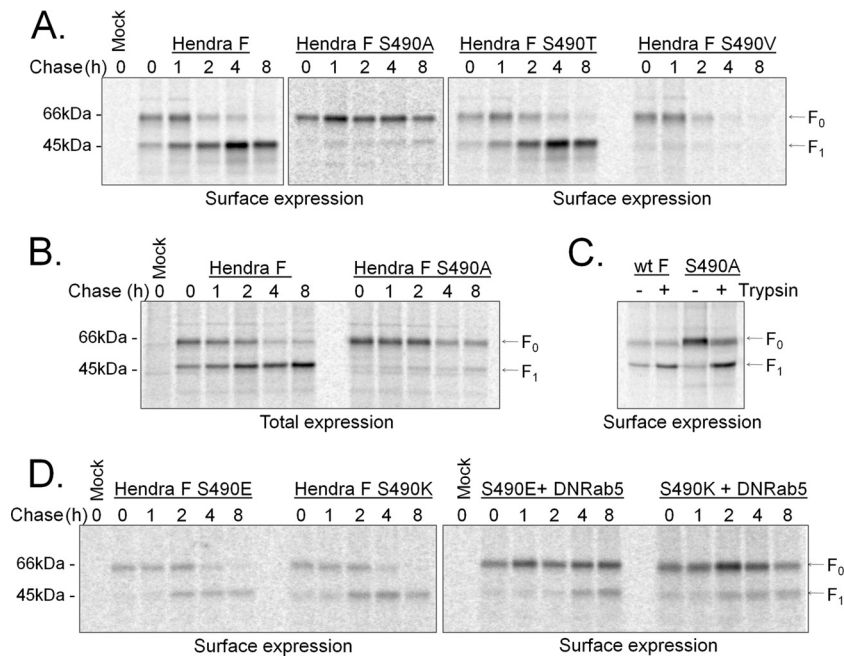 A.
Mock
Hendra F
Hendra F S490A
Hendra F S490T
Hendra F S490V
Chase(h) 0 0 1 2 4 8 0 1 2 4 8 0 1 2 4 8 0 1 2 4 8
66kDa - ←F₀
45kDa - ←F₁
Surface expression
Surface expression
B.
Mock
Hendra F
Hendra F S490A
Chase (h) 0 0 1 2 4 8 0 1 2 4 8
66kDa - ←F₀
45kDa - ←F₁
Total expression
C.
wt F S490A
- + - + Trypsin
←F₀
←F₁
Surface expression
D.
Mock
Hendra F S490E
Hendra F S490K
Mock
S490E+ DNRab5
S490K + DNRab5
Chase(h) 0 0 1 2 4 8 0 1 2 4 8 0 0 1 2 4 8 0 1 2 4 8
66kDa - ←F₀
45kDa - ←F₁
Surface expression
Surface expression